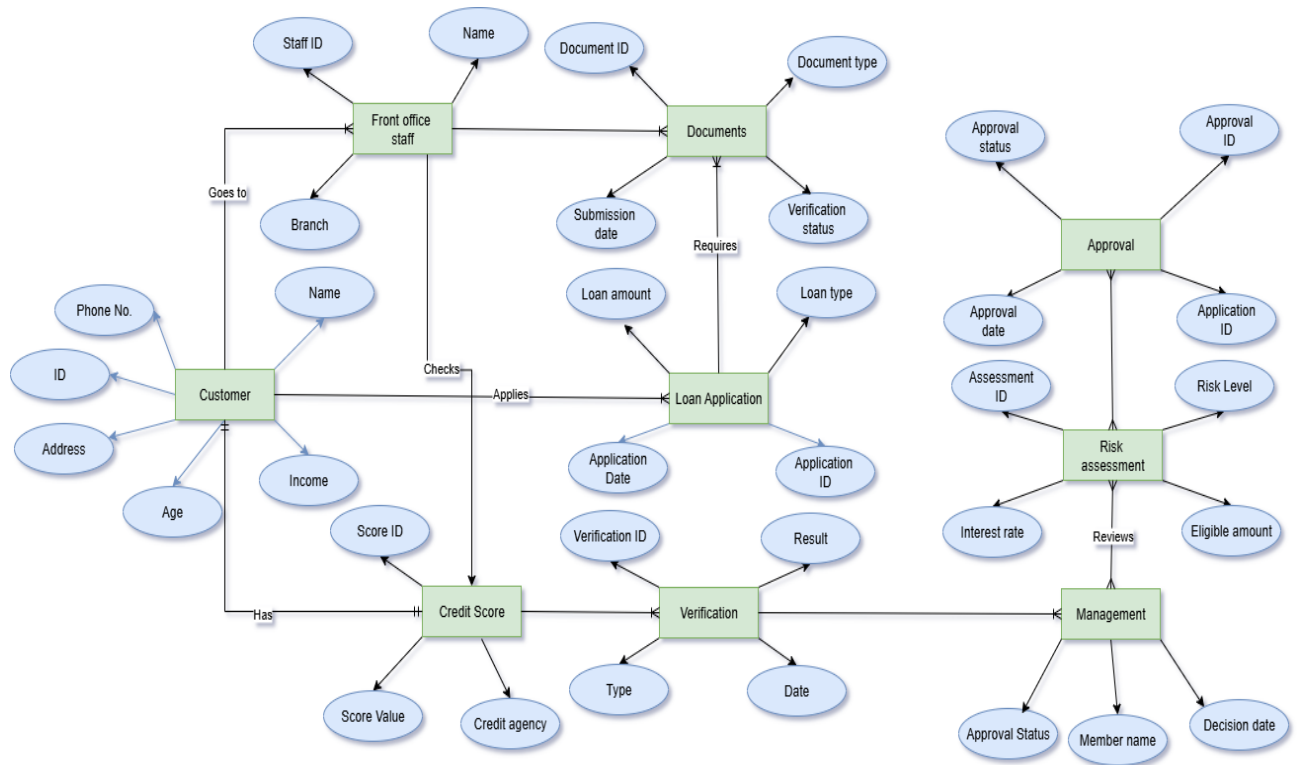 Staff ID
Name
Document ID
Document type
Front office
staff
Documents
Approval
status
Approval
ID
Goes to
Branch
Submission
date
Verification
status
Requires
Approval
Phone No.
Name
Loan amount
Loan type
Approval
date
Application
ID
ID
Customer
Checks
Applies
Loan Application
Assessment
ID
Risk Level
Address
Income
Application
Date
Application
ID
Risk
assessment
Age
Score ID
Verification ID
Result
Interest rate
Eligible amount
Reviews
Has
Credit Score
Verification
Management
Score Value
Credit agency
Type
Date
Approval Status
Member name
Decision date